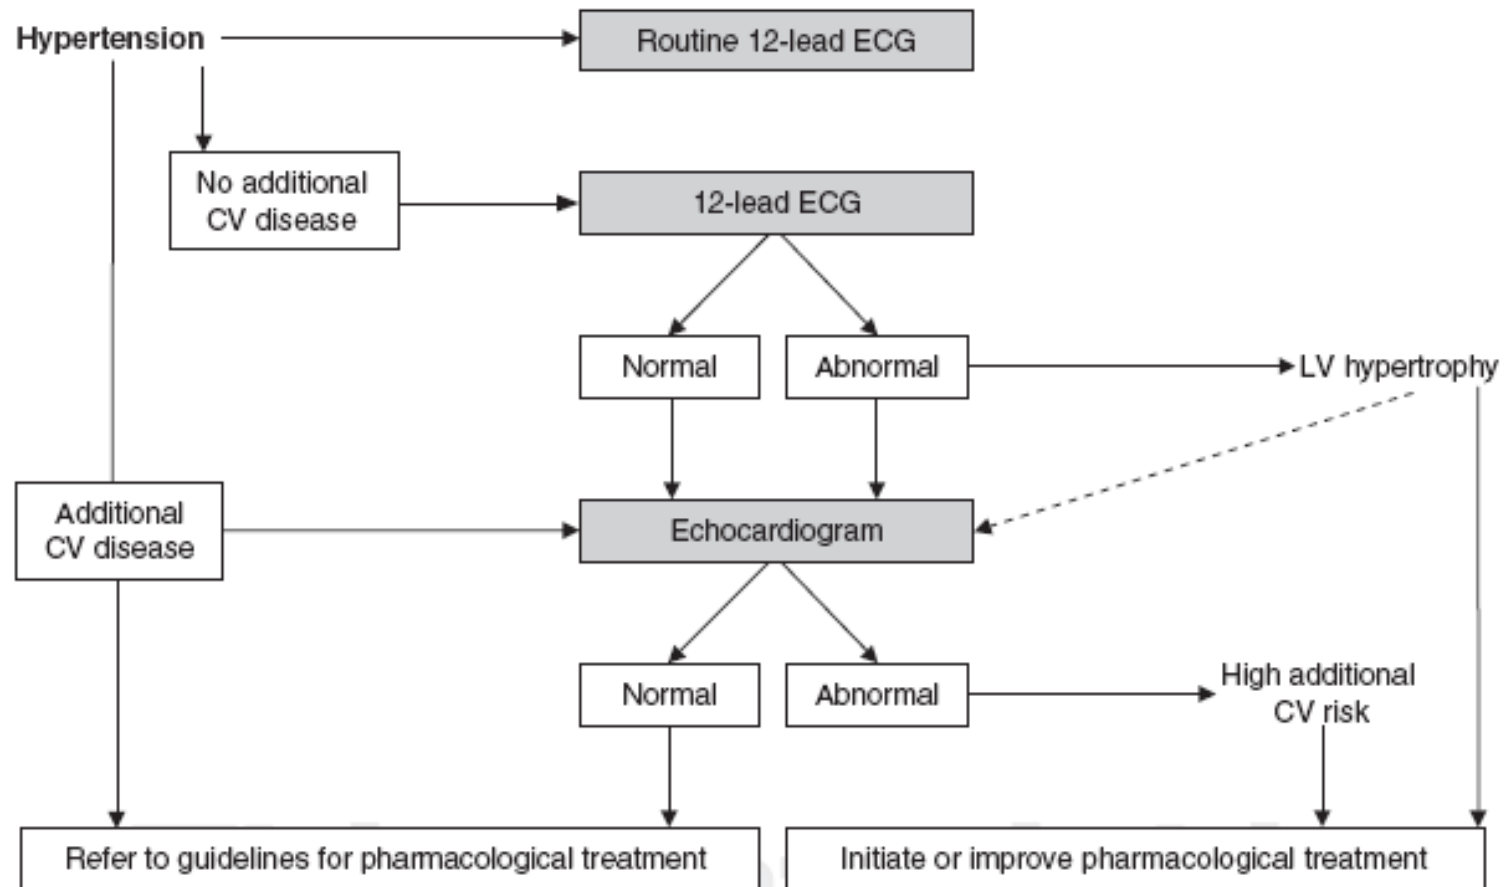 Hypertension
Routine 12-lead ECG
No additional
CV disease
12-lead ECG
Normal
Abnormal
LV hypertrophy
Additional
CV disease
Echocardiogram
Normal
Abnormal
High additional
CV risk
Refer to guidelines for pharmacological treatment
Initiate or improve pharmacological treatment